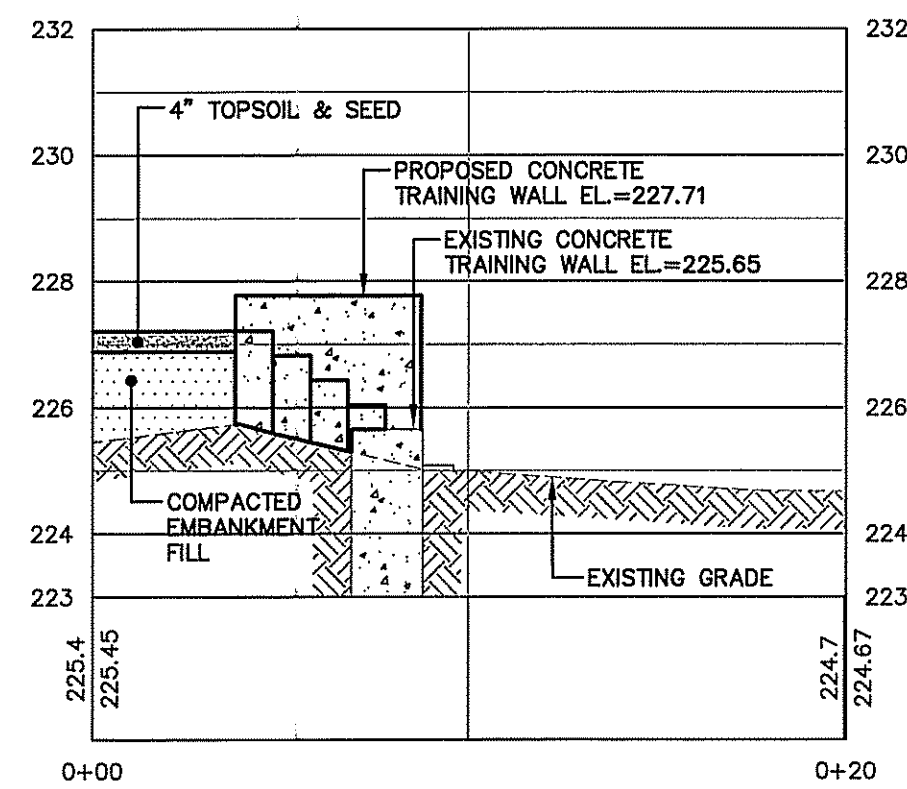 232
232
4" TOPSOIL & SEED
230
230
PROPOSED CONCRETE
TRAINING WALL EL.=227.71
EXISTING CONCRETE
TRAINING WALL EL.=225.65
228
228
226
226
COMPACTED
EMBANKMENT
FILL
224
224
EXISTING GRADE
223
223
225.4
225.45
224.7
224.67
0+00
0+20